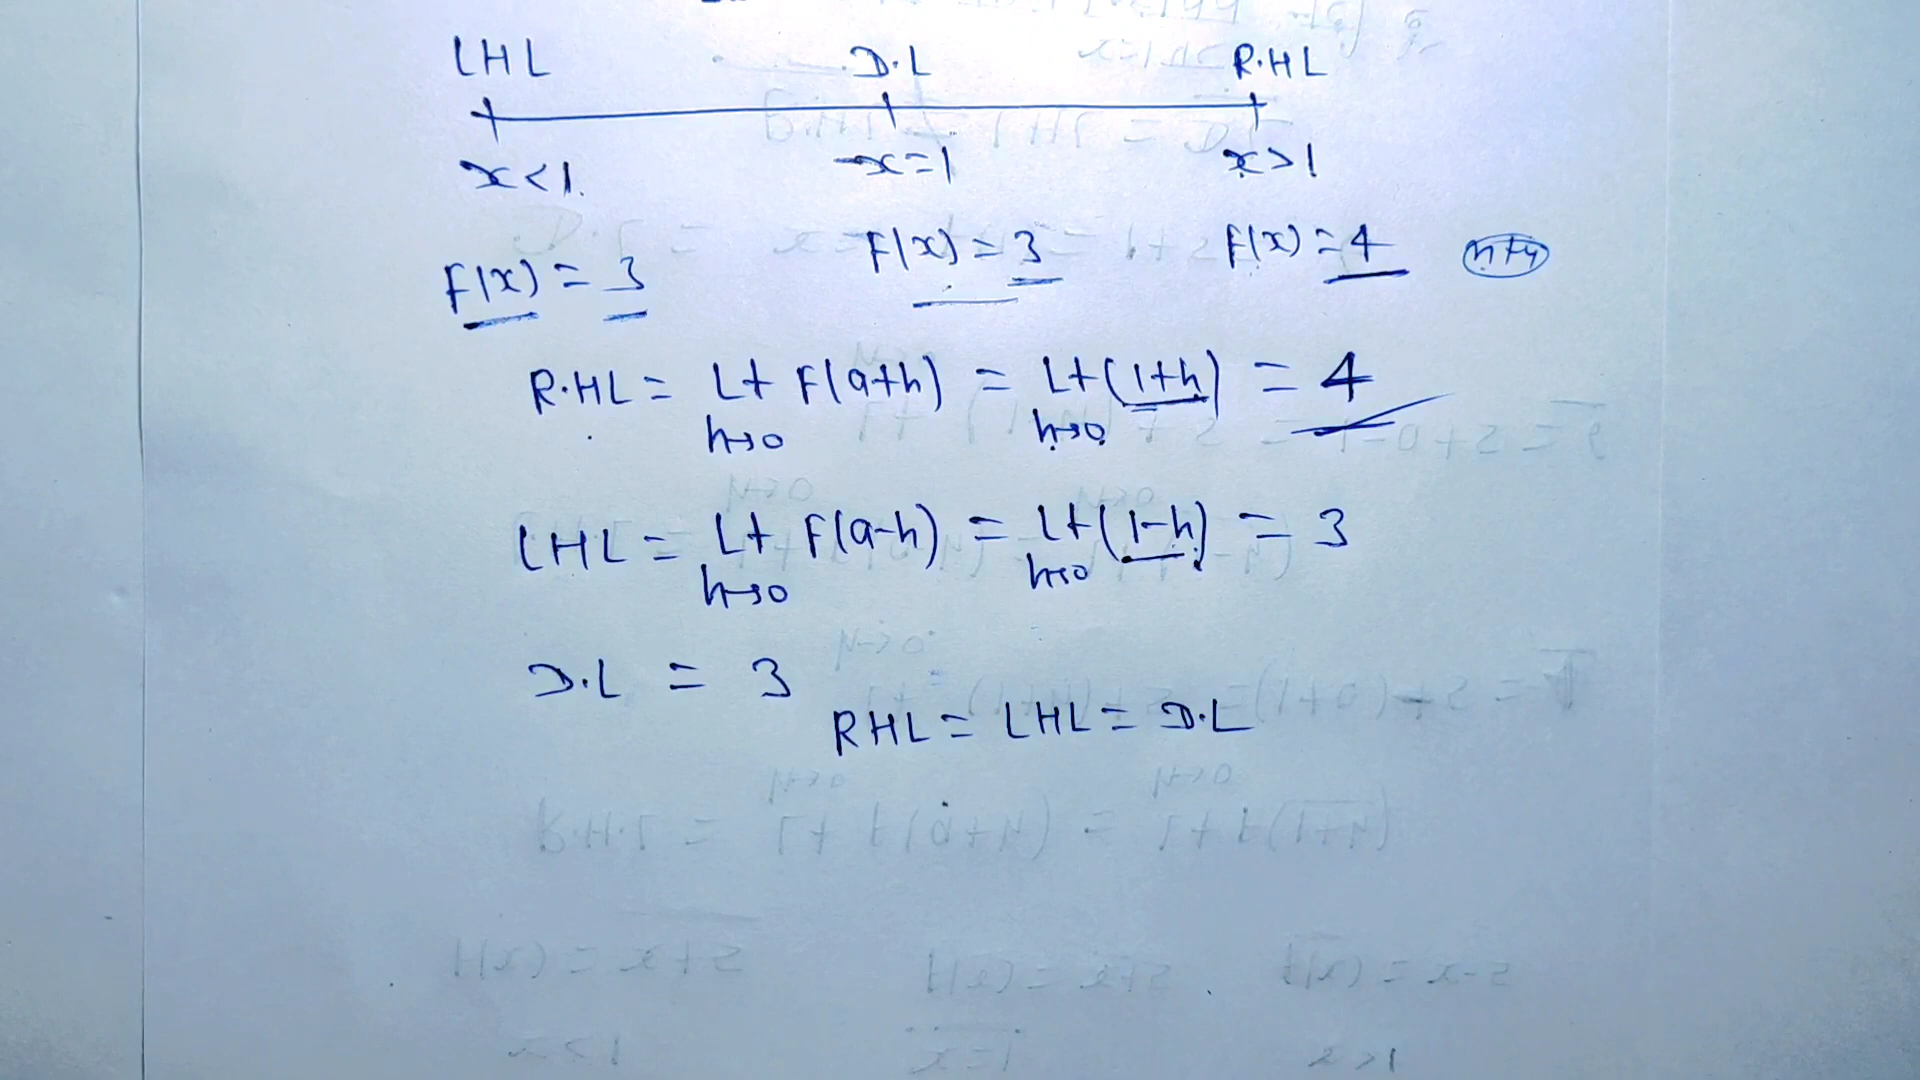 LHL D.L R.HL
x<1 x=1 x>1
F(x) = 3 F(x) = 3 F(x) = 4
R.HL = Lt F(a+h) = Lt (1+h) = 4
h→0 h→0
LHL = Lt F(a-h) = Lt (1-h) = 3
h→0 h→0
D.L = 3
RHL = LHL = D.L